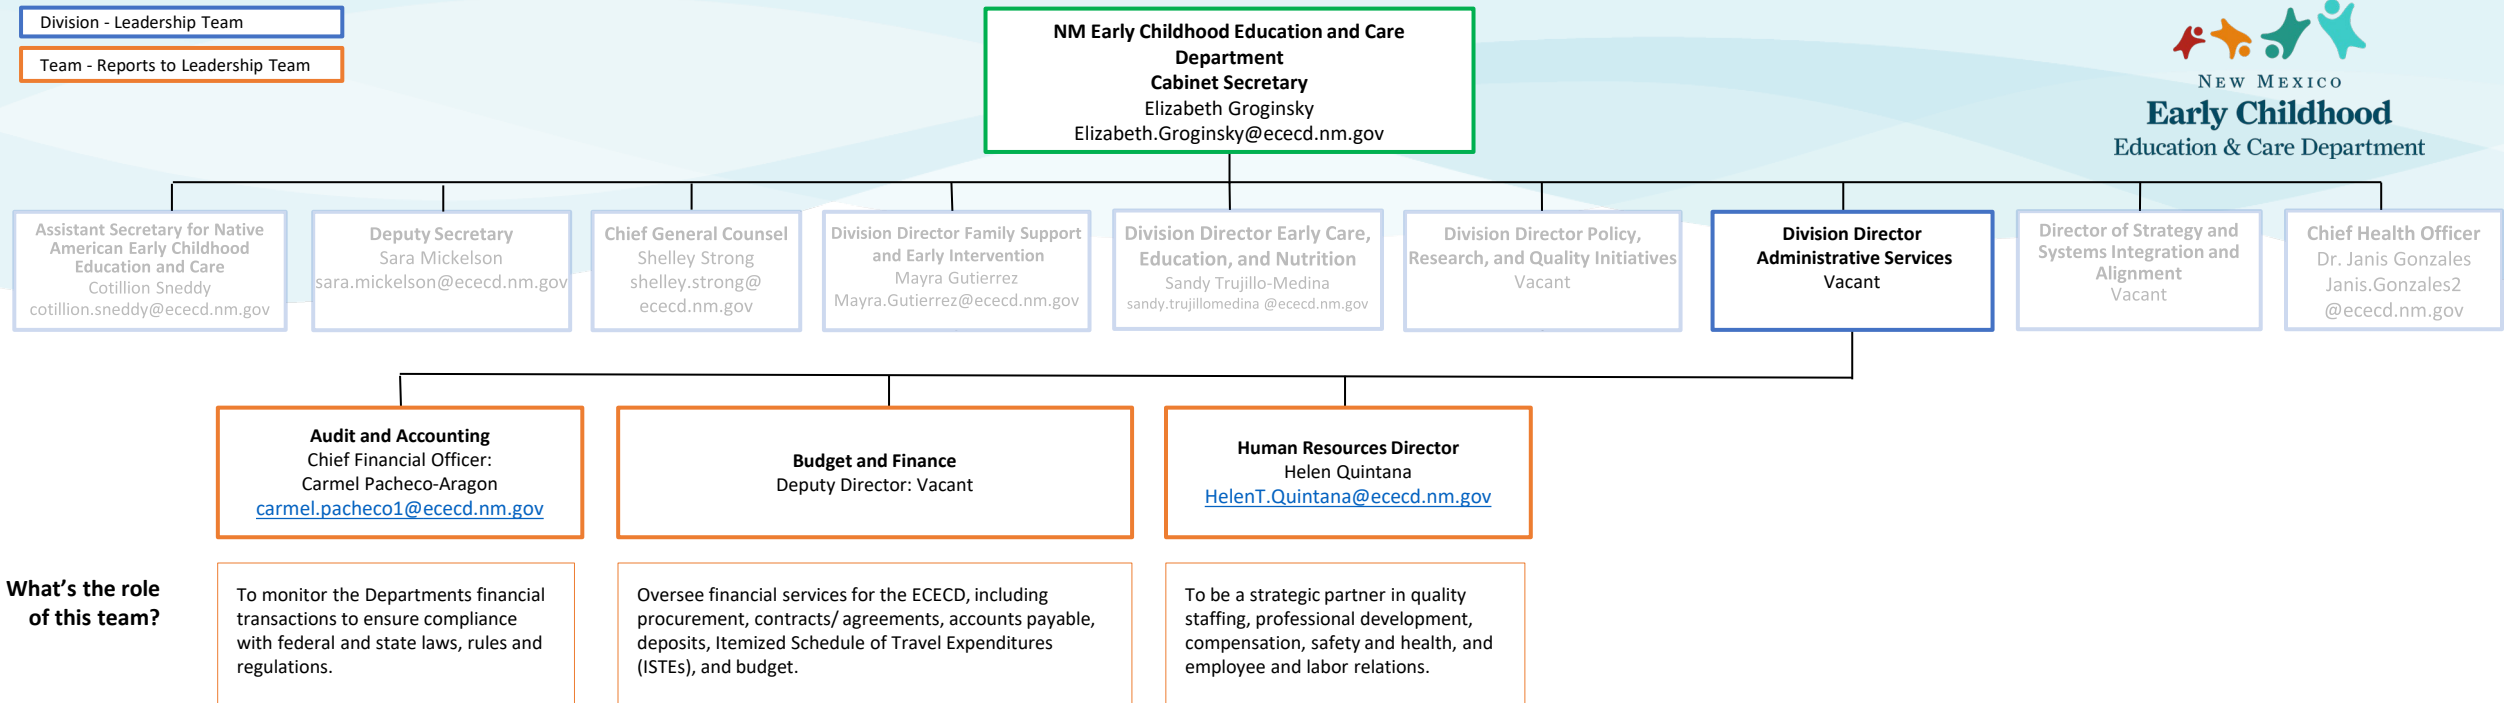 Division - Leadership Team
Team - Reports to Leadership Team
NM Early Childhood Education and Care
Department
Cabinet Secretary
Elizabeth Groginsky
Elizabeth.Groginsky@ececd.nm.gov
NEW MEXICO
Early Childhood
Education & Care Department
Assistant Secretary for Native
American Early Childhood
Education and Care
Cotillion Sneddy
cotillion.sneddy@ececd.nm.gov
Deputy Secretary
Sara Mickelson
sara.mickelson@ececd.nm.gov
Chief General Counsel
Shelley Strong
shelley.strong@
ececd.nm.gov
Division Director Family Support
and Early Intervention
Mayra Gutierrez
Mayra.Gutierrez@ececd.nm.gov
Division Director Early Care,
Education, and Nutrition
Sandy Trujillo-Medina
sandy.trujillomedina @ececd.nm.gov
Division Director Policy,
Research, and Quality Initiatives
Vacant
Division Director
Administrative Services
Vacant
Director of Strategy and
Systems Integration and
Alignment
Vacant
Chief Health Officer
Dr. Janis Gonzales
Janis.Gonzales2
@ececd.nm.gov
Audit and Accounting
Chief Financial Officer:
Carmel Pacheco-Aragon
carmel.pacheco1@ececd.nm.gov
Budget and Finance
Deputy Director: Vacant
Human Resources Director
Helen Quintana
HelenT.Quintana@ececd.nm.gov
What's the role
of this team?
To monitor the Departments financial
transactions to ensure compliance
with federal and state laws, rules and
regulations.
Oversee financial services for the ECECD, including
procurement, contracts/ agreements, accounts payable,
deposits, Itemized Schedule of Travel Expenditures
(ISTEs), and budget.
To be a strategic partner in quality
staffing, professional development,
compensation, safety and health, and
employee and labor relations.